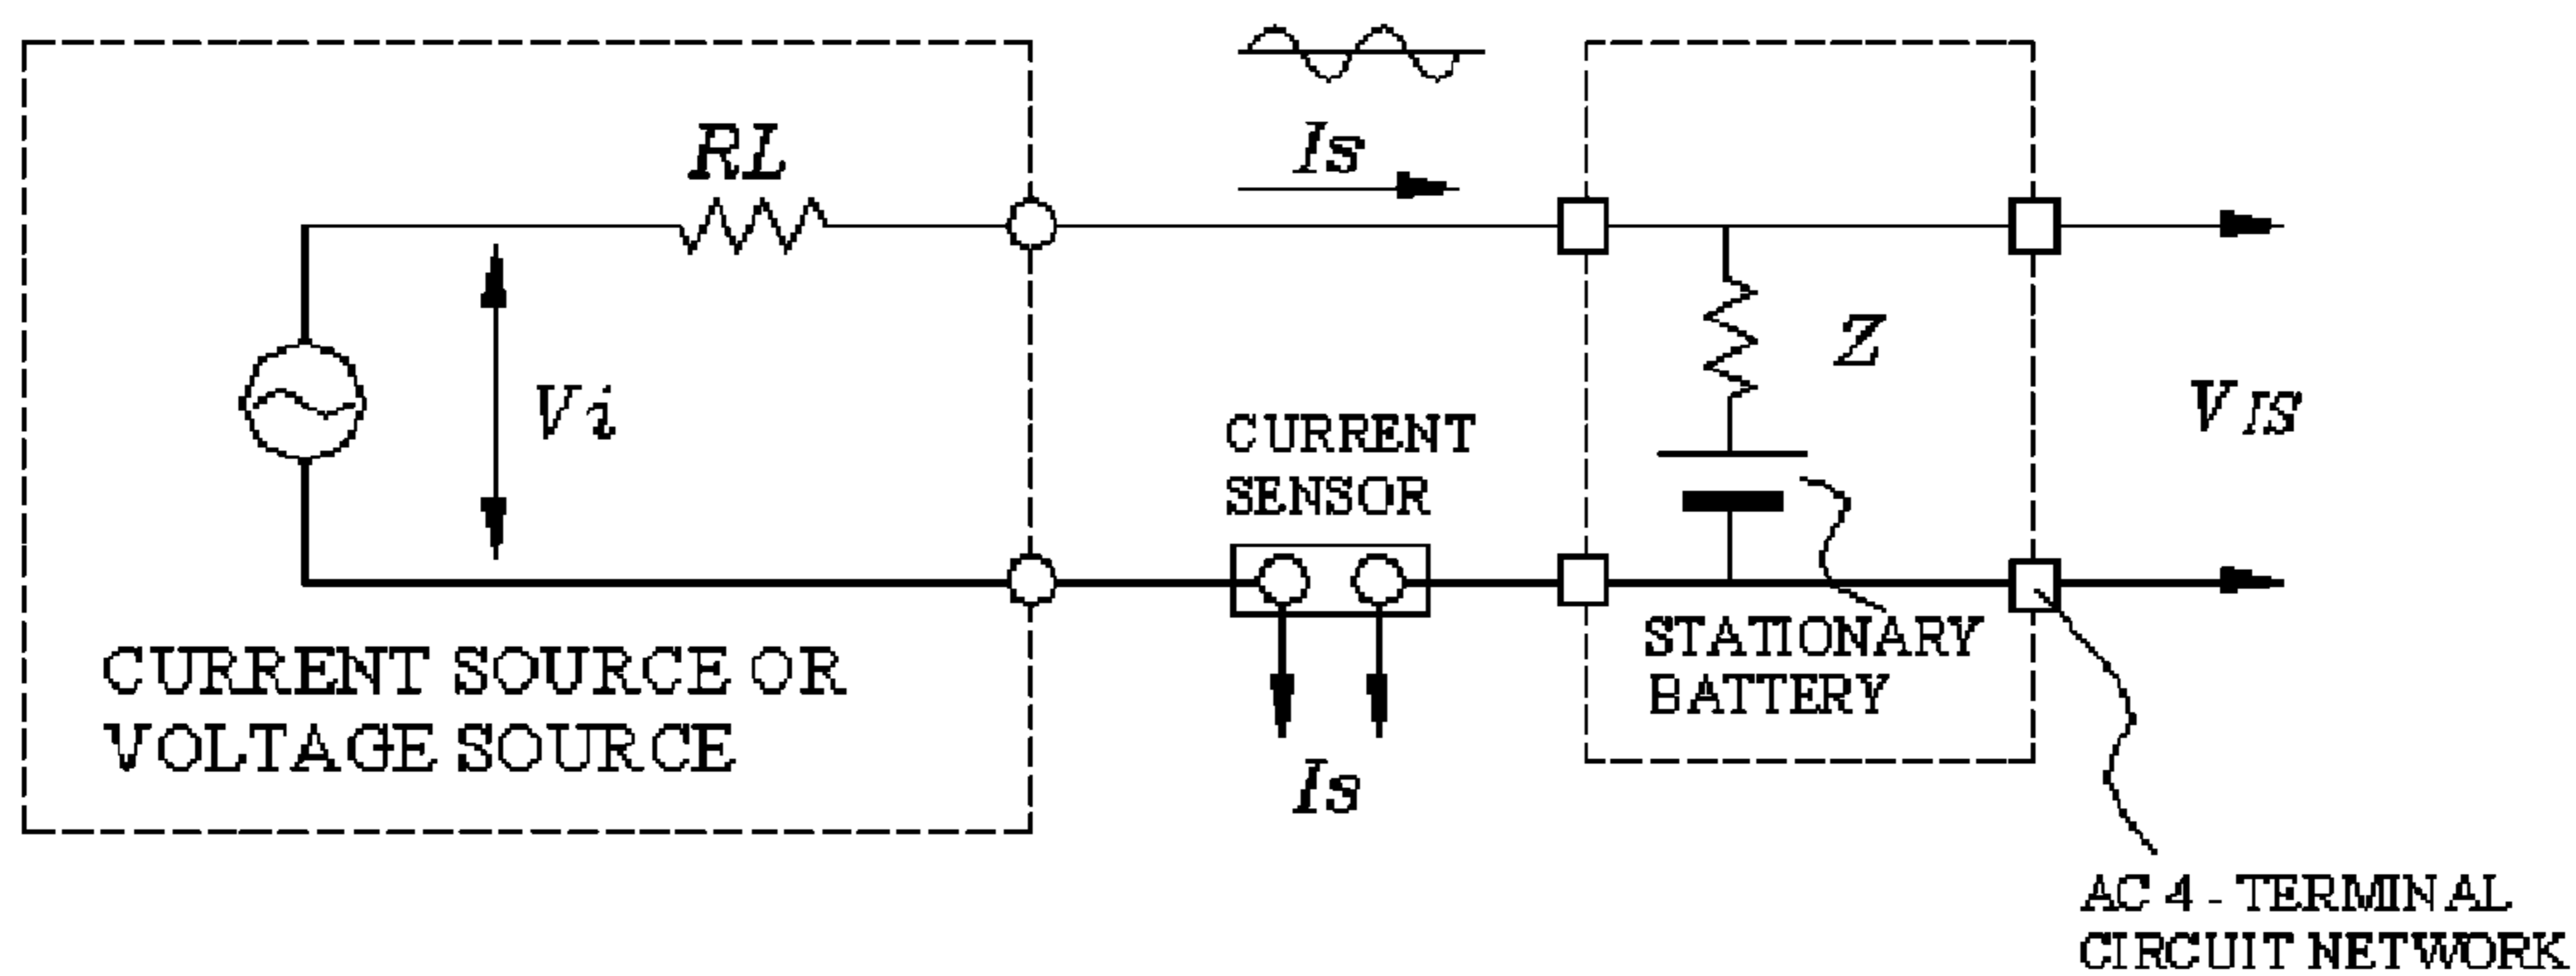 Is
RL
Z
Vi
VIS
CURRENT
SENSOR
CURRENT SOURCE OR
VOLTAGE SOURCE
STATIONARY
BATTERY
Is
AC 4 - TERMINAL
CIRCUIT NETWORK